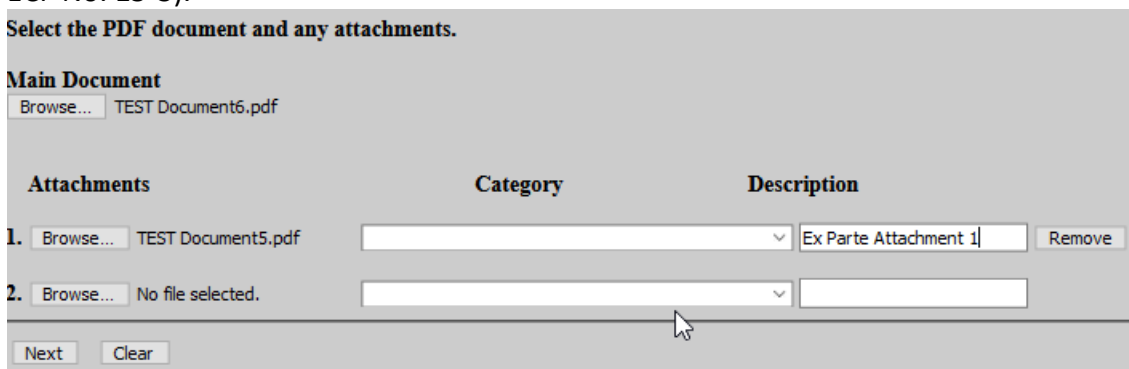 Select the PDF document and any attachments.
Main Document
Browse... TEST Document6.pdf
Attachments Category Description
1. Browse... TEST Document5.pdf Ex Parte Attachment 1 Remove
2. Browse... No file selected.
Next Clear